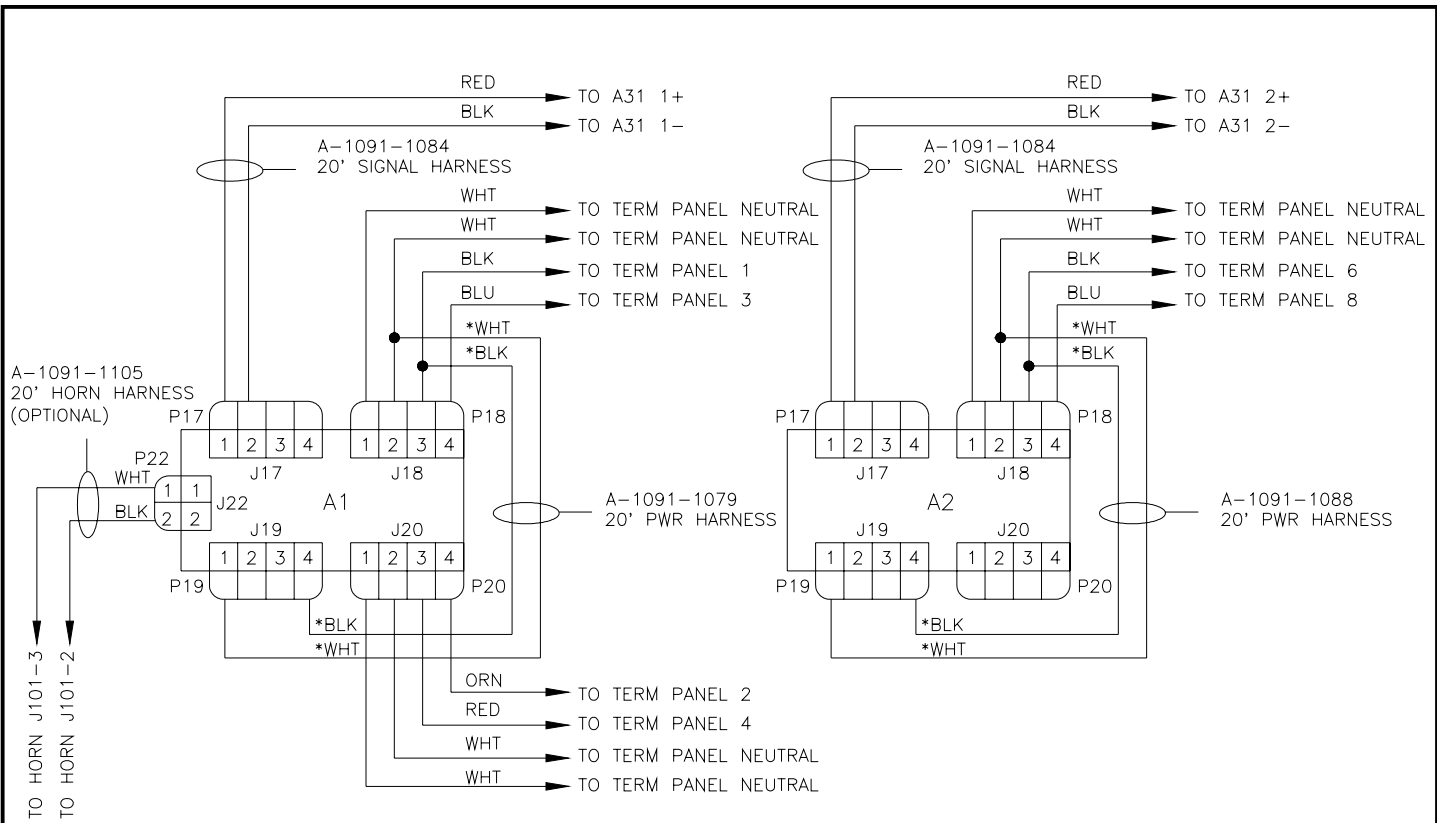 RED
TO A31 1+
BLK
TO A31 1-
A-1091-1084
20' SIGNAL HARNESS
WHT
TO TERM PANEL NEUTRAL
WHT
TO TERM PANEL NEUTRAL
BLK
TO TERM PANEL 1
BLU
TO TERM PANEL 3
*WHT
*BLK
A-1091-1105
20' HORN HARNESS
(OPTIONAL)
P17
P18
1 2 3 4
1 2 3 4
J17
J18
P22
WHT
1 1
J22
BLK
2 2
A1
A-1091-1079
20' PWR HARNESS
J19
J20
1 2 3 4
1 2 3 4
P19
P20
*BLK
*WHT
TO HORN J101-3
TO HORN J101-2
ORN
TO TERM PANEL 2
RED
TO TERM PANEL 4
WHT
TO TERM PANEL NEUTRAL
WHT
TO TERM PANEL NEUTRAL
RED
TO A31 2+
BLK
TO A31 2-
A-1091-1084
20' SIGNAL HARNESS
WHT
TO TERM PANEL NEUTRAL
WHT
TO TERM PANEL NEUTRAL
BLK
TO TERM PANEL 6
BLU
TO TERM PANEL 8
*WHT
*BLK
P17
P18
1 2 3 4
1 2 3 4
J17
J18
A2
A-1091-1088
20' PWR HARNESS
J19
J20
1 2 3 4
1 2 3 4
P19
P20
*BLK
*WHT